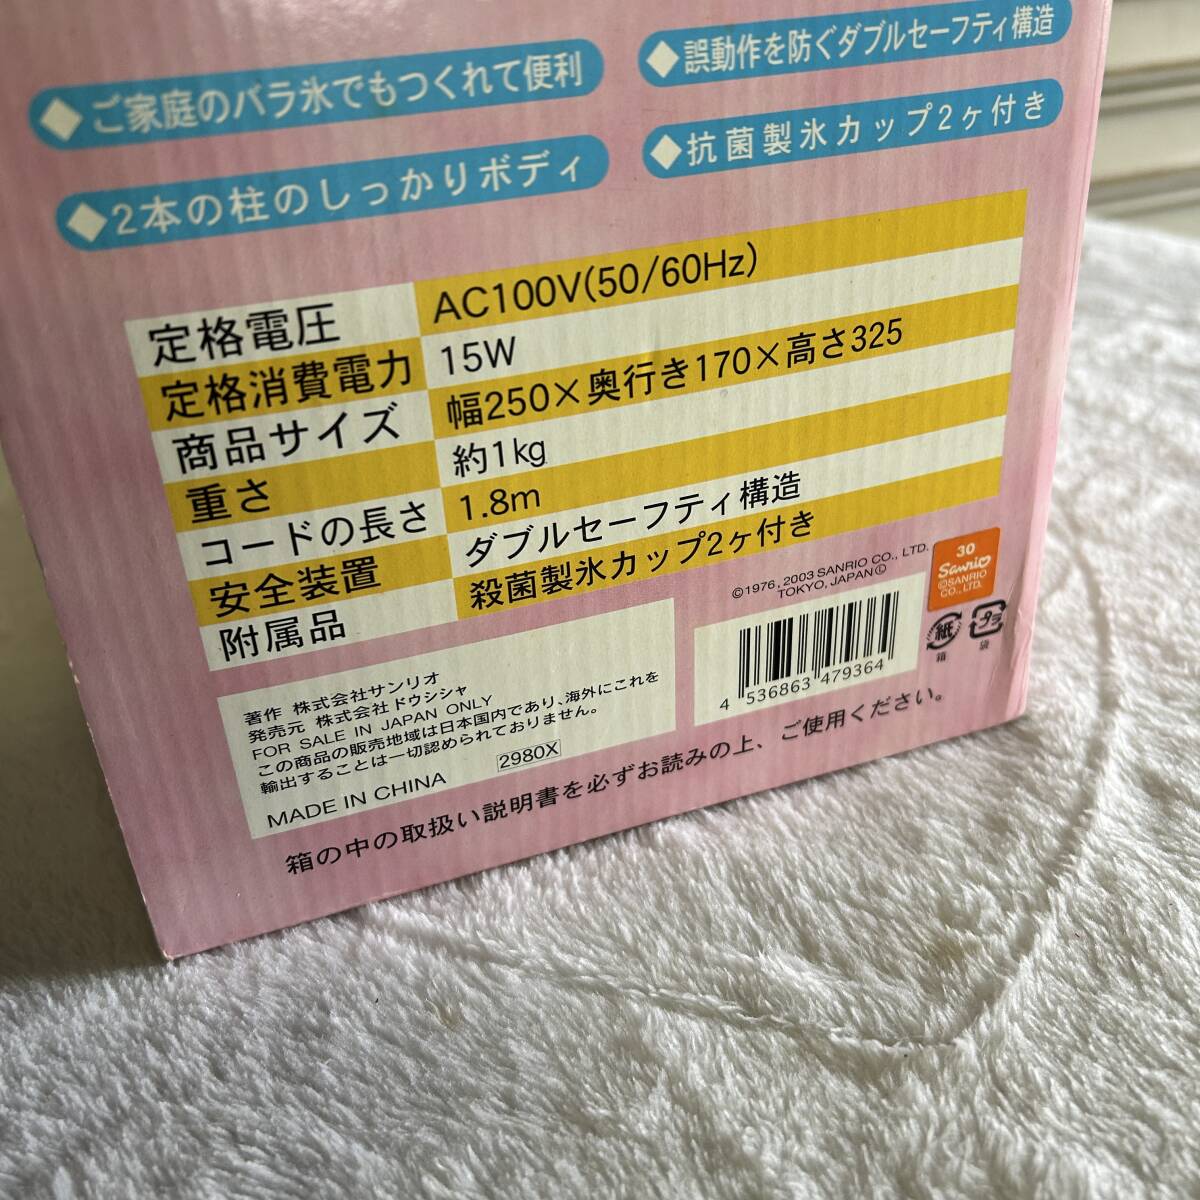 ◆ご家庭のバラ氷でもつくれて便利
◆誤動作を防ぐダブルセーフティ構造
◆2本の柱のしっかりボディ
◆抗菌製氷カップ2ヶ付き
定格電圧 AC100V(50/60Hz)
定格消費電力 15W
商品サイズ 幅250×奥行き170×高さ325
重さ 約1kg
コードの長さ 1.8m
安全装置 ダブルセーフティ構造
附属品 殺菌製氷カップ2ヶ付き
©1976, 2003 SANRIO CO., LTD.
TOKYO, JAPAN Ⓛ
30
Sanrio
©SANRIO
CO., LTD.
紙
箱
プラ
袋
4 536863 479364
著作 株式会社サンリオ
発売元 株式会社ドウシシャ
FOR SALE IN JAPAN ONLY
この商品の販売地域は日本国内であり、海外にこれを
輸出することは一切認められておりません。
MADE IN CHINA
2980X
箱の中の取扱い説明書を必ずお読みの上、ご使用ください。